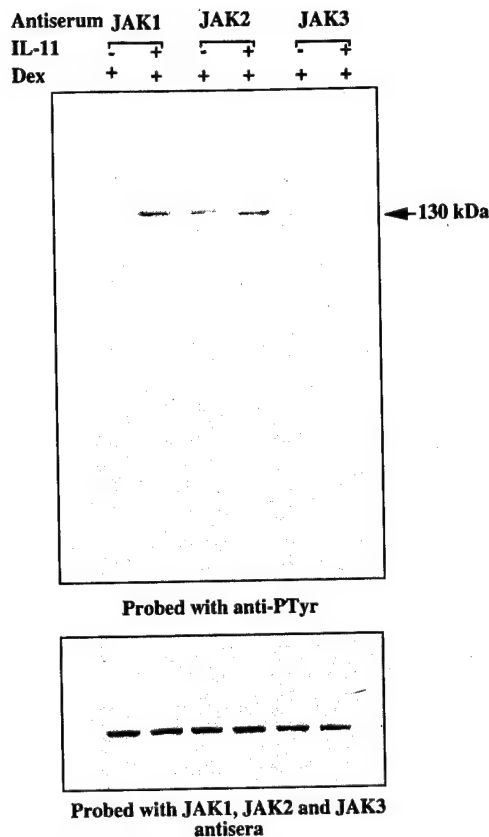 Antiserum JAK1 JAK2 JAK3
IL-11 - + - + - +
Dex + + + + + +
130 kDa
Probed with anti-PTyr
Probed with JAK1, JAK2 and JAK3
antisera